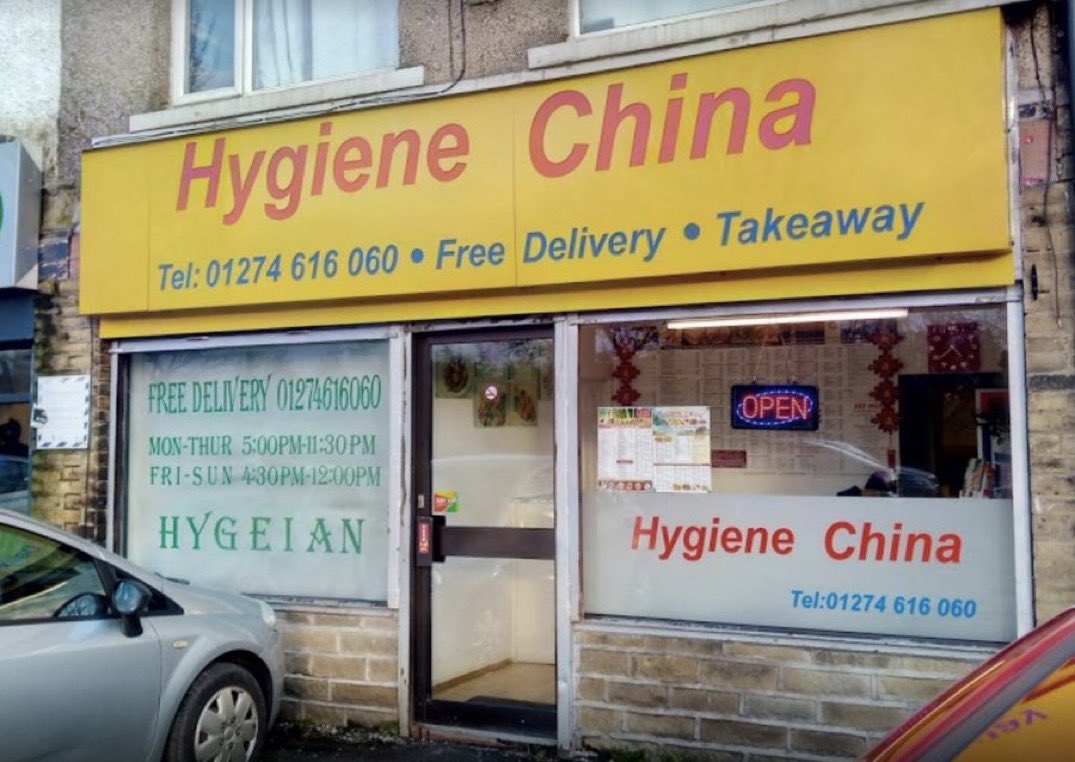 Hygiene China
Tel: 01274 616 060 • Free Delivery • Takeaway
FREE DELIVERY 01274616060
MON-THUR 5:00PM-11:30PM
FRI-SUN 4:30PM-12:00PM
HYGEIAN
OPEN
Hygiene China
Tel:01274 616 060